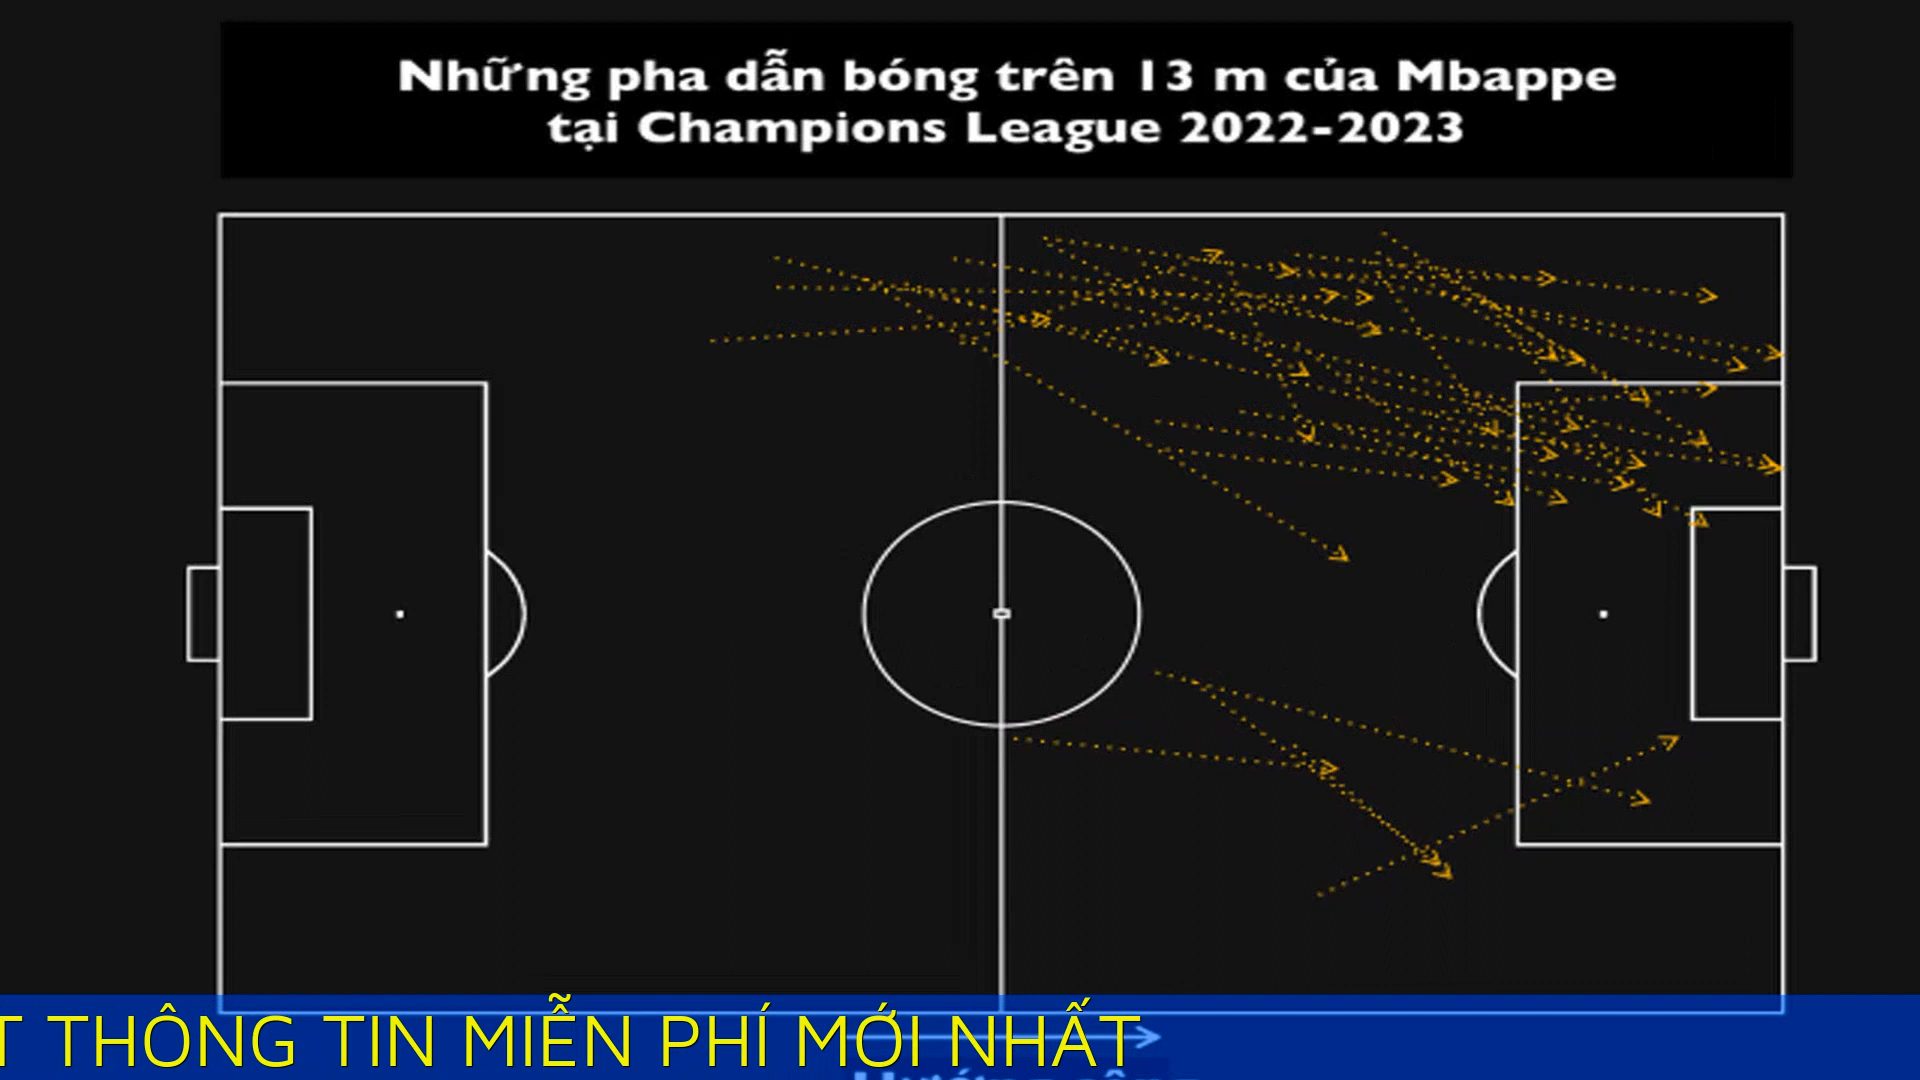 Những pha dẫn bóng trên 13 m của Mbappe
tại Champions League 2022-2023
T THÔNG TIN MIỄN PHÍ MỚI NHẤT